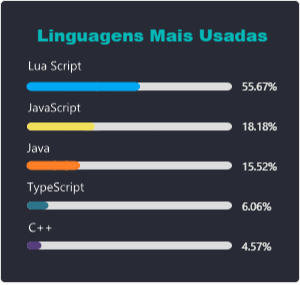 Linguagens Mais Usadas
Lua Script
55.67%
JavaScript
18.18%
Java
15.52%
TypeScript
6.06%
C++
4.57%